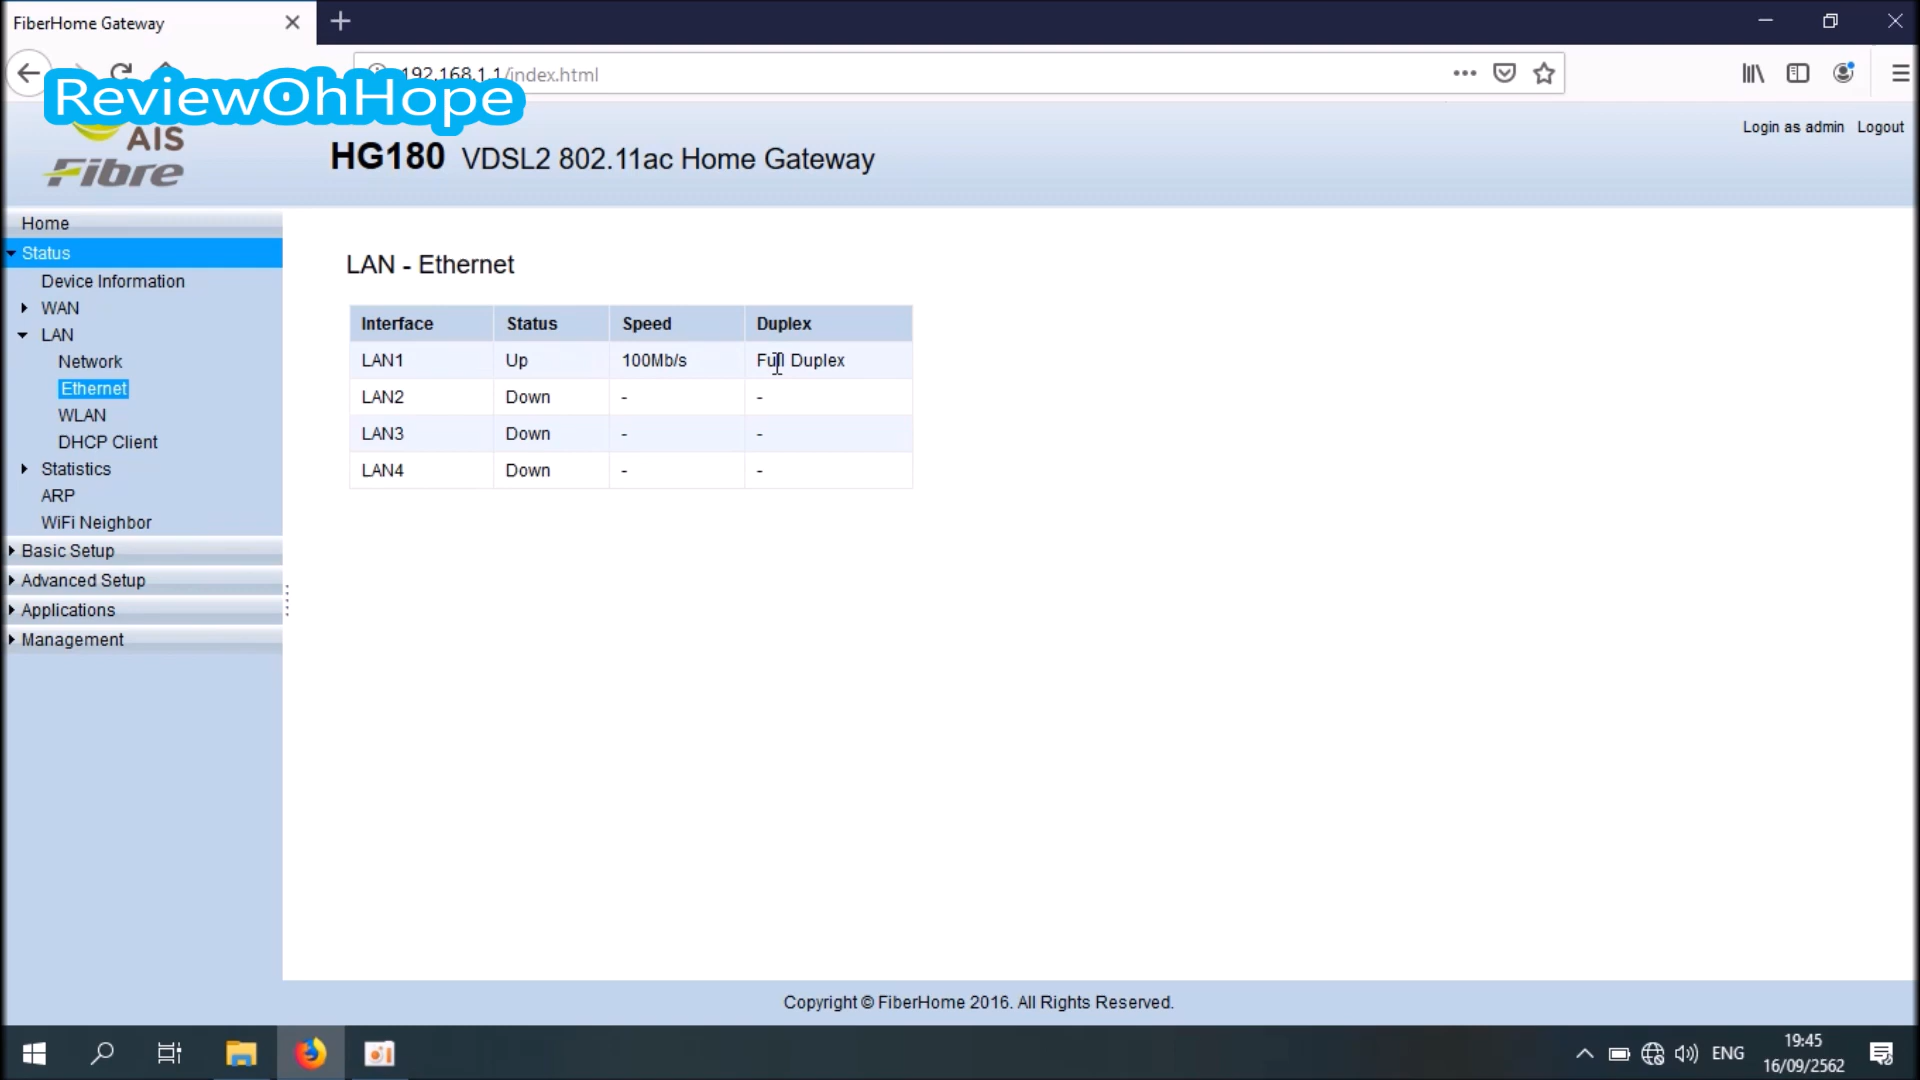 FiberHome Gateway
192.168.1.1/index.html
ReviewOhHope
AIS
Fibre
HG180 VDSL2 802.11ac Home Gateway
Login as admin Logout
Home
Status
Device Information
WAN
LAN
Network
Ethernet
WLAN
DHCP Client
Statistics
ARP
WiFi Neighbor
Basic Setup
Advanced Setup
Applications
Management
LAN - Ethernet
Interface Status Speed Duplex
LAN1 Up 100Mb/s Full Duplex
LAN2 Down - -
LAN3 Down - -
LAN4 Down - -
Copyright © FiberHome 2016. All Rights Reserved.
ENG
19:45
16/09/2562